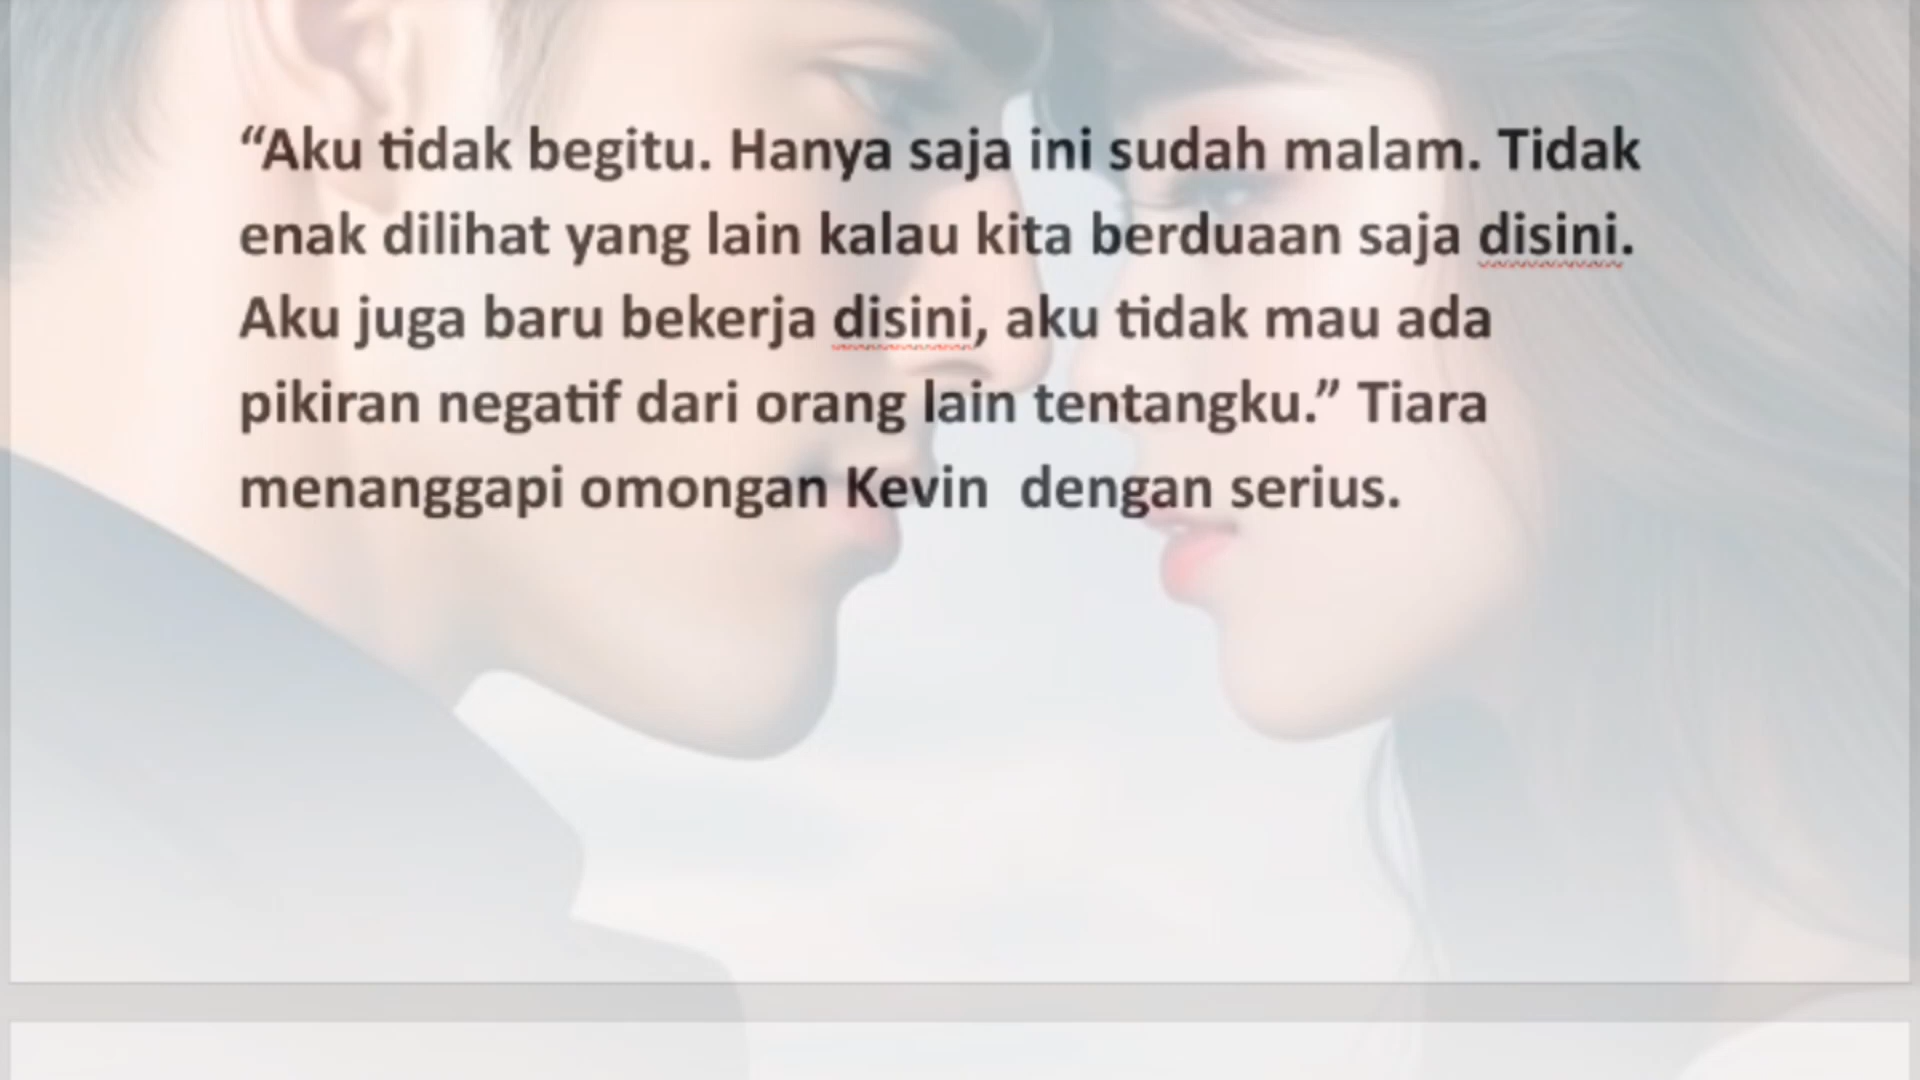 “Aku tidak begitu. Hanya saja ini sudah malam. Tidak
enak dilihat yang lain kalau kita berduaan saja disini.
Aku juga baru bekerja disini, aku tidak mau ada
pikiran negatif dari orang lain tentangku.” Tiara
menanggapi omongan Kevin  dengan serius.